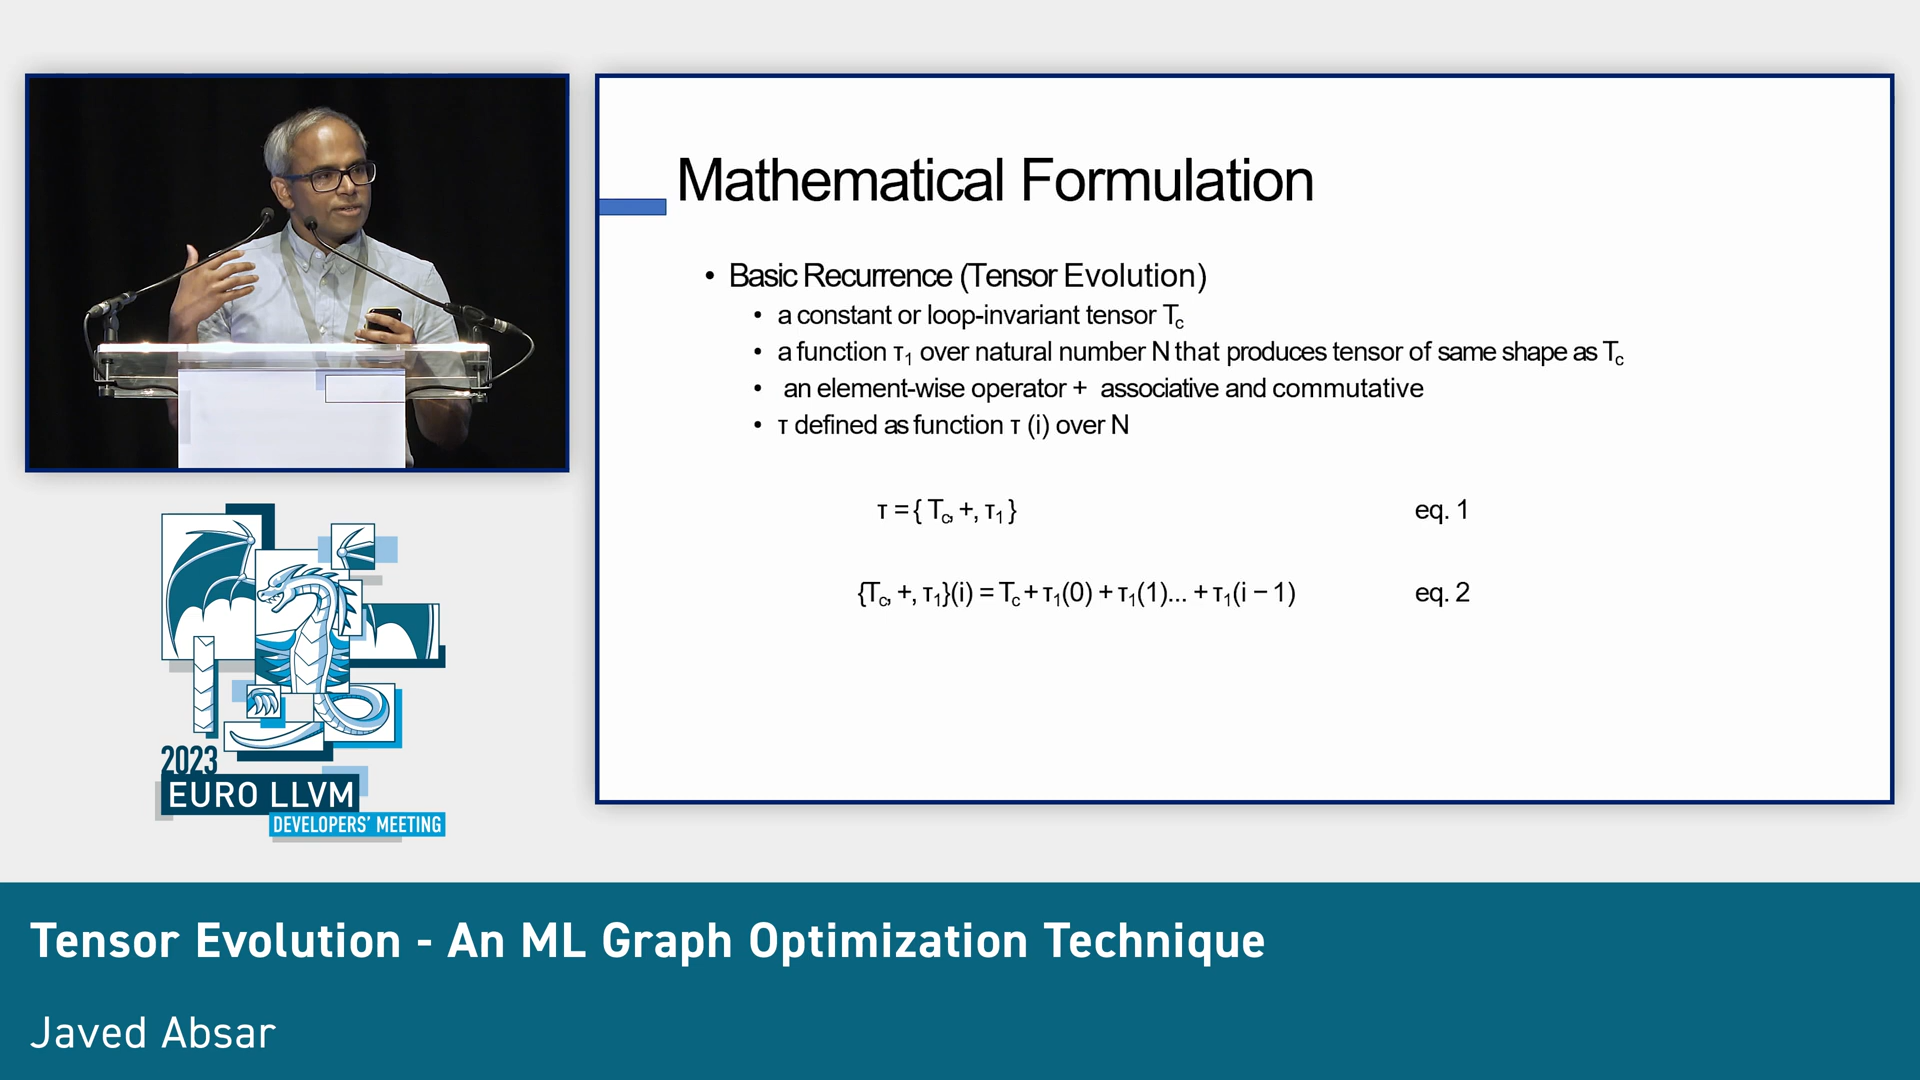 Mathematical Formulation
• Basic Recurrence (Tensor Evolution)
• a constant or loop-invariant tensor Tc
• a function τ1 over natural number N that produces tensor of same shape as Tc
• an element-wise operator + associative and commutative
• τ defined as function τ (i) over N
τ = { Tc, +, τ1 } eq. 1
{Tc, +, τ1}(i) = Tc + τ1(0) + τ1(1)... + τ1(i − 1) eq. 2
2023
EURO LLVM
DEVELOPERS' MEETING
Tensor Evolution - An ML Graph Optimization Technique
Javed Absar